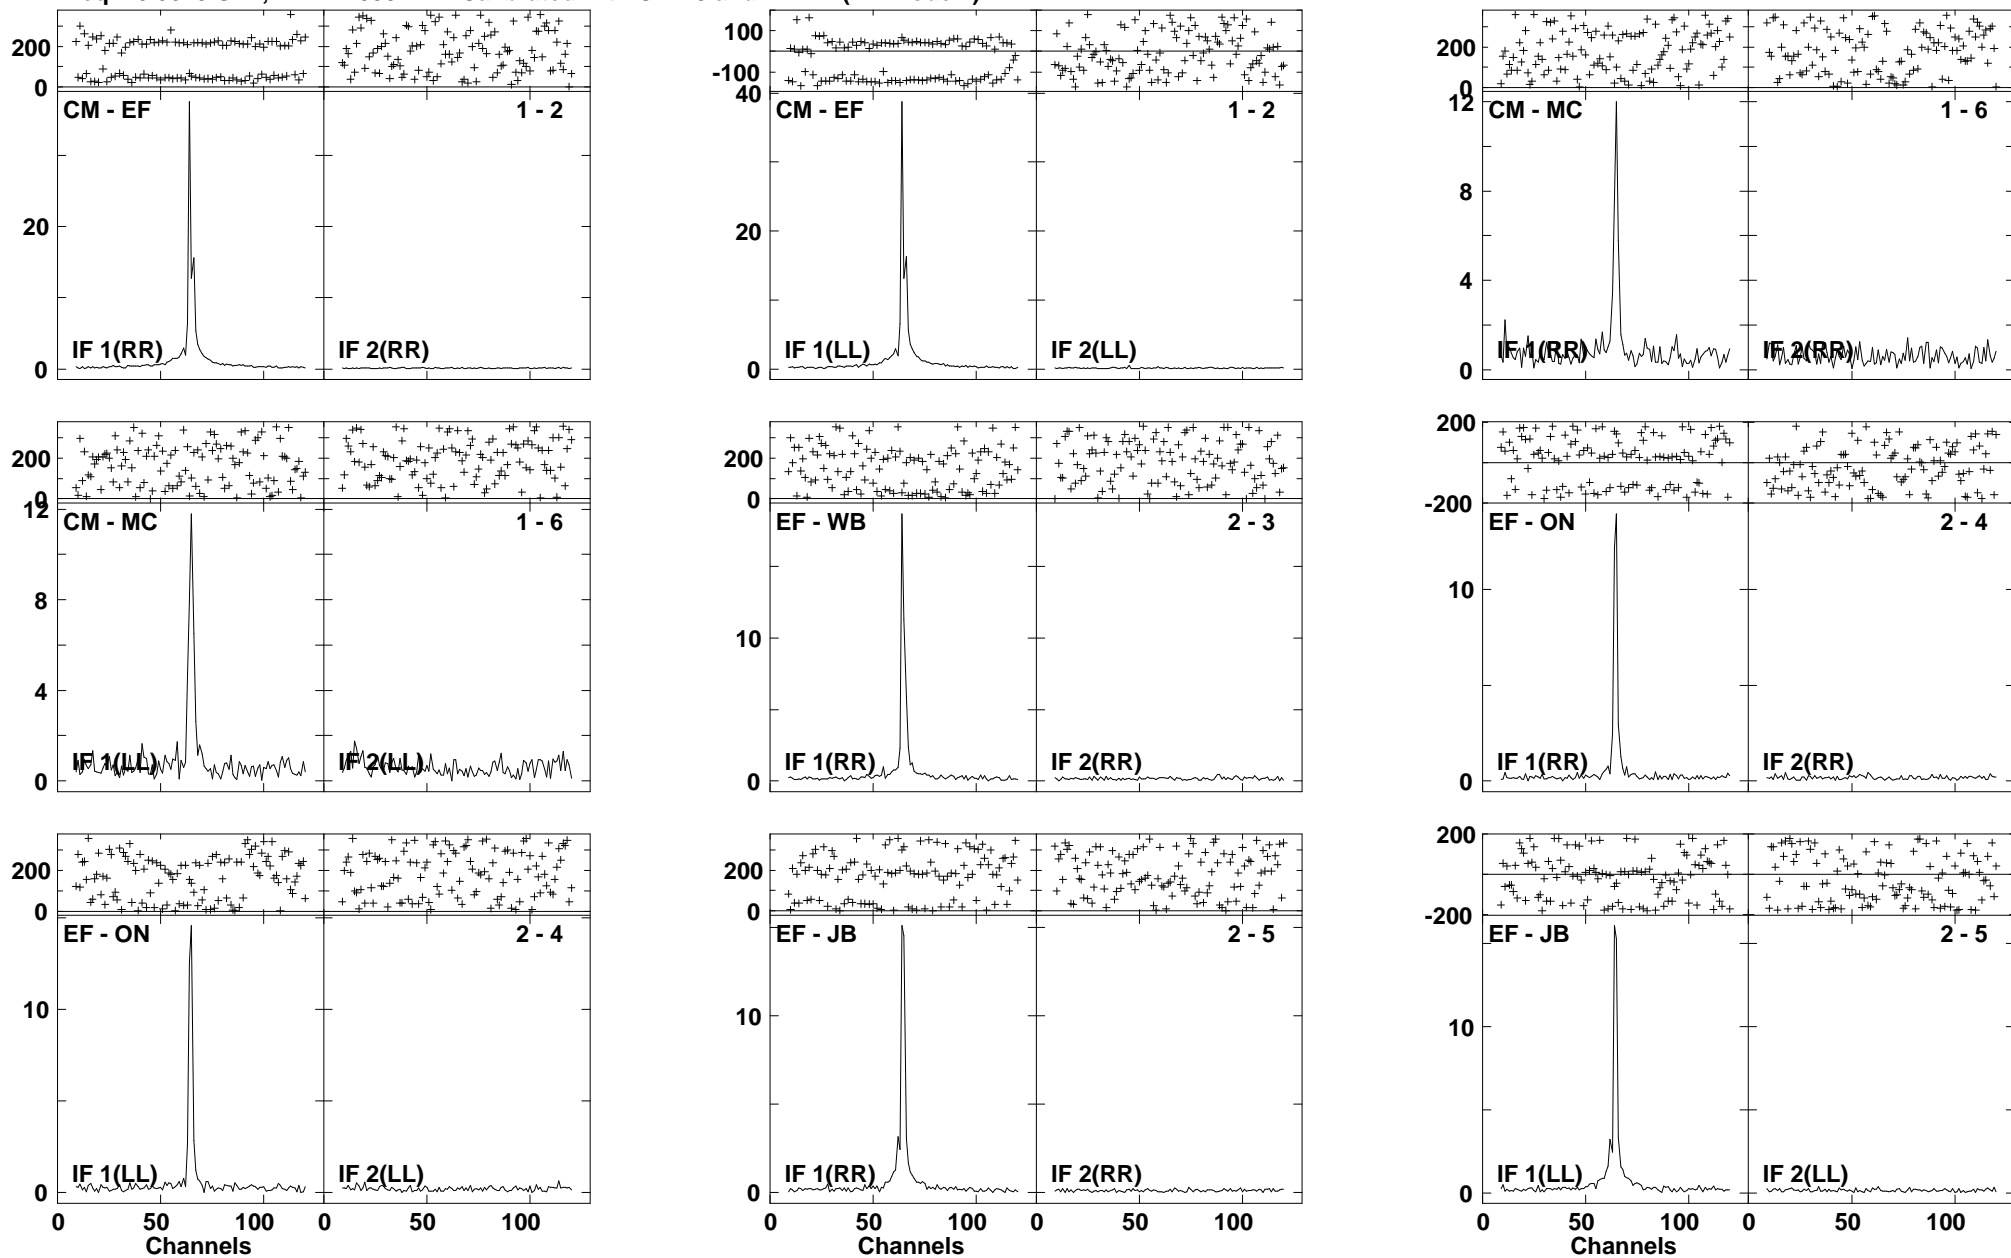 200
0
CM - EF
1 - 2
20
0
IF 1(RR)
IF 2(RR)
100
-100
40
CM - EF
1 - 2
20
0
IF 1(LL)
IF 2(LL)
200
0
12
CM - MC
1 - 6
8
4
0
IF 1(RR)
IF 2(RR)
200
0
12
CM - MC
1 - 6
8
4
0
IF 1(LL)
IF 2(LL)
200
0
EF - WB
2 - 3
10
0
IF 1(RR)
IF 2(RR)
200
-200
EF - ON
2 - 4
10
0
IF 1(RR)
IF 2(RR)
200
0
EF - ON
2 - 4
10
0
IF 1(LL)
IF 2(LL)
0 50 100 0 50 100
Channels
200
0
EF - JB
2 - 5
10
0
IF 1(RR)
IF 2(RR)
0 50 100 0 50 100
Channels
200
-200
EF - JB
2 - 5
10
0
IF 1(LL)
IF 2(LL)
0 50 100 0 50 100
Channels